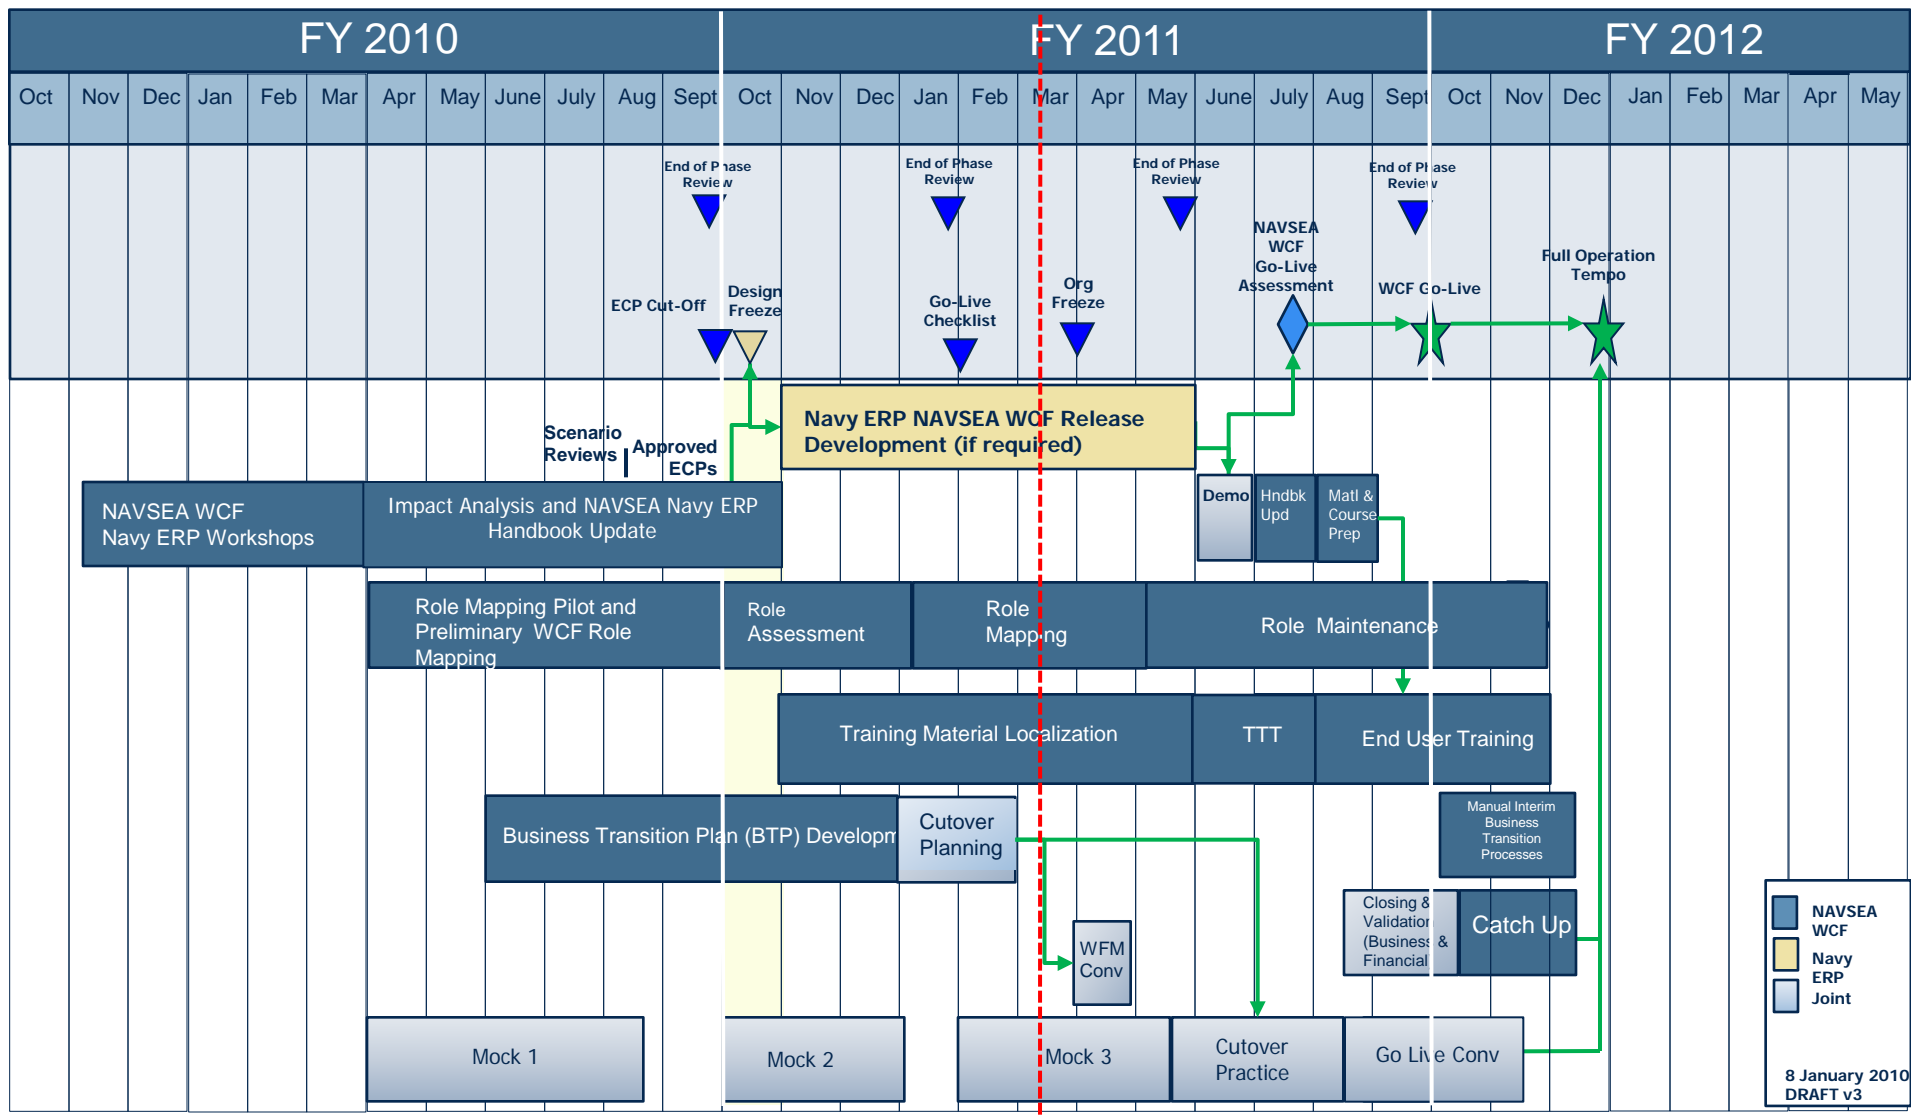 FY 2010
FY 2011
FY 2012
Oct Nov Dec Jan Feb Mar Apr May June July Aug Sept Oct Nov Dec Jan Feb Mar Apr May June July Aug Sept Oct Nov Dec Jan Feb Mar Apr May
End of Phase
Review
End of Phase
Review
End of Phase
Review
End of Phase
Review
NAVSEA
WCF
Go-Live
Assessment
Full Operation
Tempo
ECP Cut-Off
Design
Freeze
Go-Live
Checklist
Org
Freeze
WCF Go-Live
Scenario
Reviews
Approved
ECPs
Navy ERP NAVSEA WCF Release
Development (if required)
NAVSEA WCF
Navy ERP Workshops
Impact Analysis and NAVSEA Navy ERP
Handbook Update
Demo
Hndbk
Upd
Matl &
Course
Prep
Role Mapping Pilot and
Preliminary WCF Role
Mapping
Role
Assessment
Role
Mapping
Role Maintenance
Training Material Localization
TTT
End User Training
Business Transition Plan (BTP) Developm
Cutover
Planning
Manual Interim
Business
Transition
Processes
WFM
Conv
Closing &
Validation
(Business &
Financial
Catch Up
Mock 1
Mock 2
Mock 3
Cutover
Practice
Go Live Conv
NAVSEA
WCF
Navy
ERP
Joint
8 January 2010
DRAFT v3